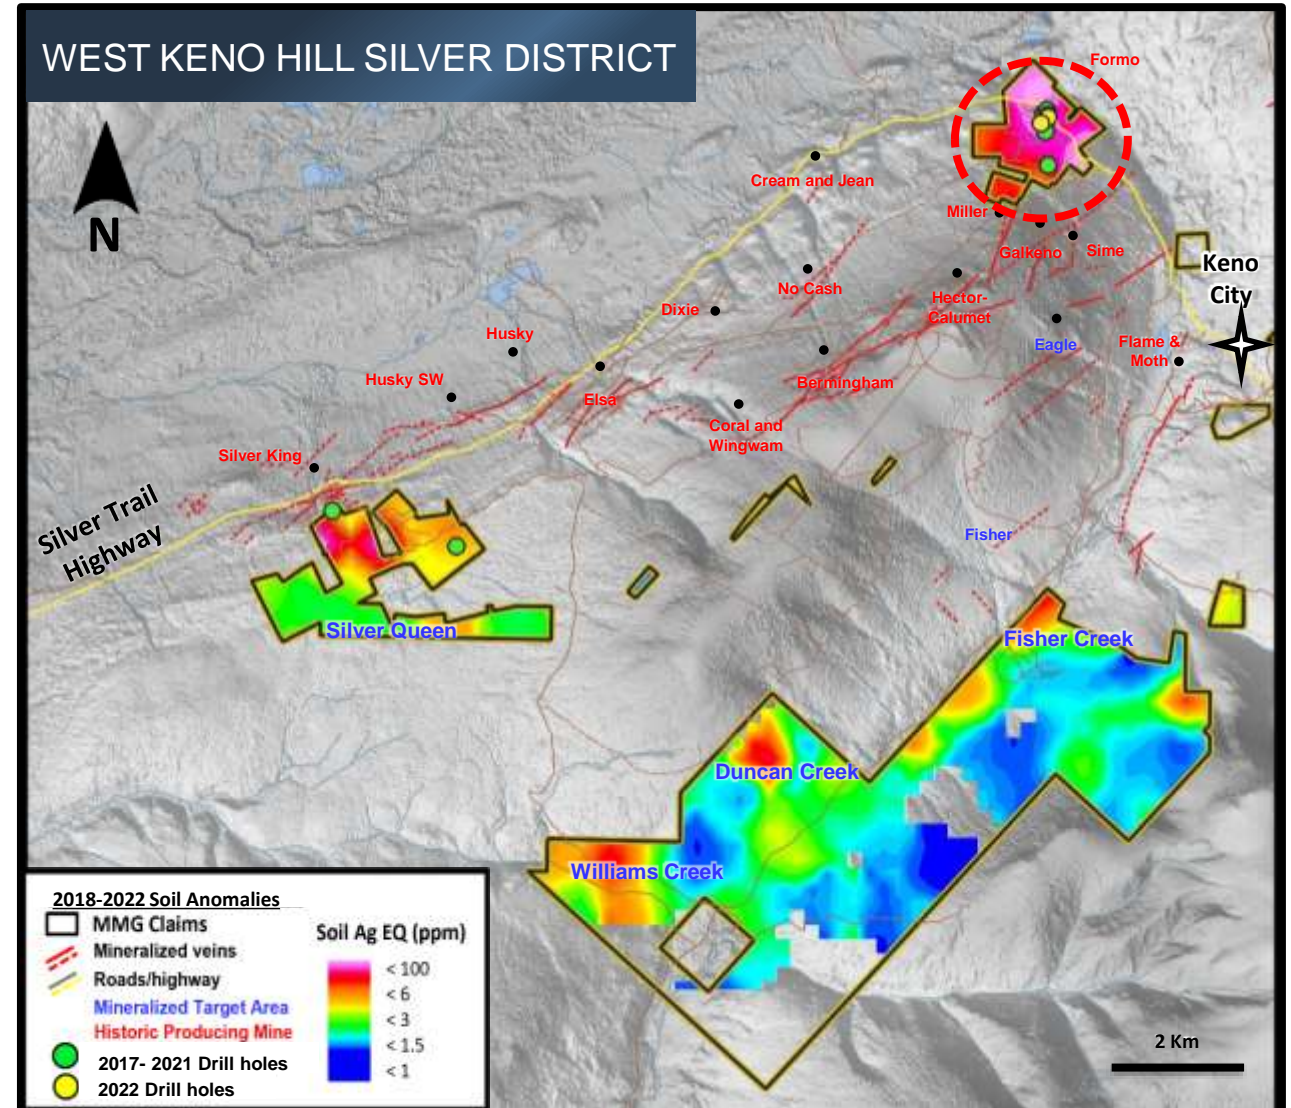 WEST KENO HILL SILVER DISTRICT
N
Formo
Cream and Jean
Miller
Galkeno
Sime
Keno
City
No Cash
Hector-
Calumet
Dixie
Husky
Eagle
Flame &
Moth
Husky SW
Bermingham
Elsa
Coral and
Wingwam
Silver King
Silver Trail
Highway
Fisher
Silver Queen
Fisher Creek
Duncan Creek
Williams Creek
2018-2022 Soil Anomalies
MMG Claims
Mineralized veins
Roads/highway
Mineralized Target Area
Historic Producing Mine
2017- 2021 Drill holes
2022 Drill holes
Soil Ag EQ (ppm)
< 100
< 6
< 3
< 1.5
< 1
2 Km